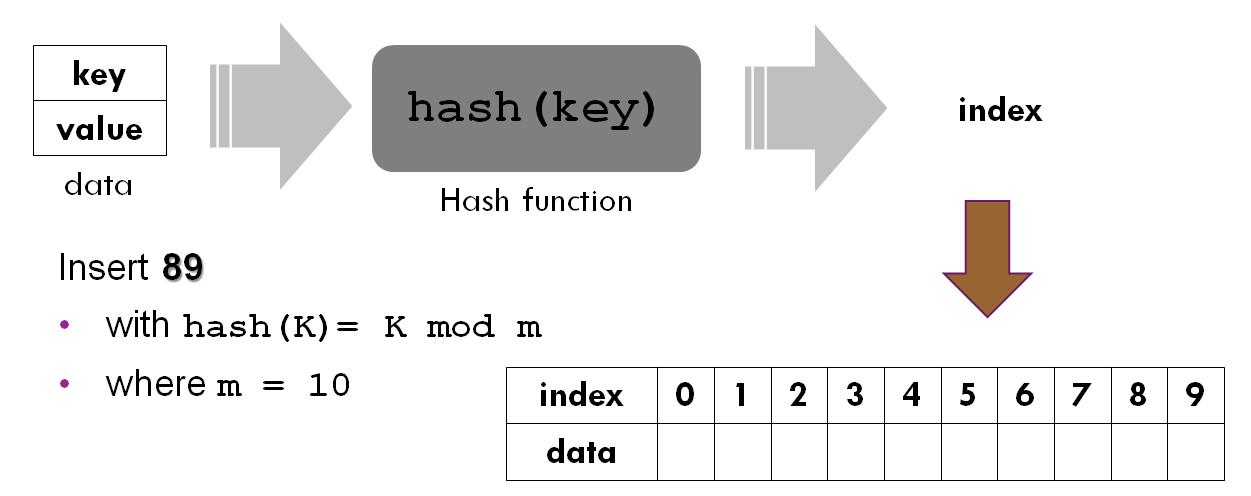 key
value
data
hash(key)
Hash function
index
Insert 89
• with hash(K)= K mod m
• where m = 10
index 0 1 2 3 4 5 6 7 8 9
data